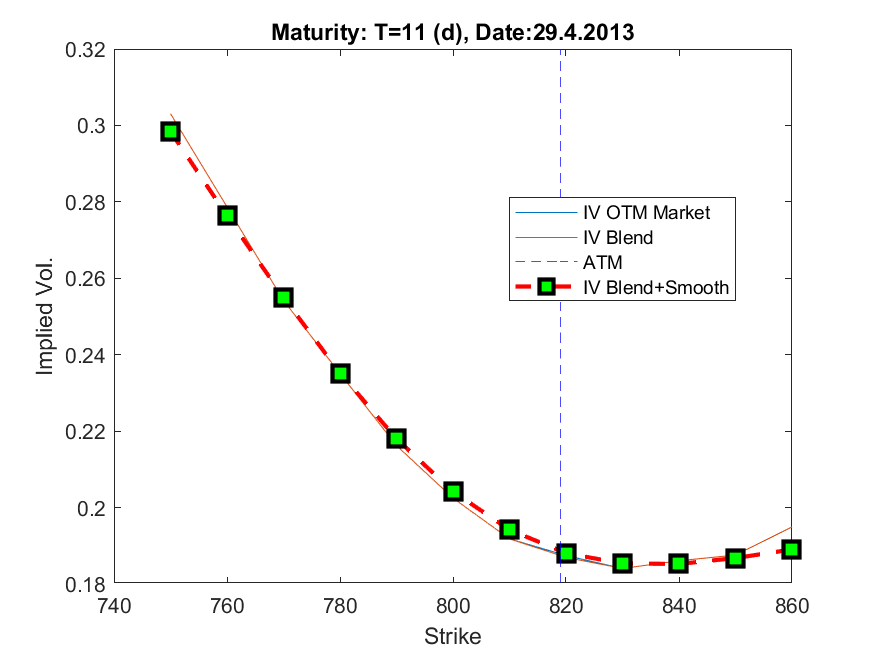 Maturity: T=11 (d), Date:29.4.2013
0.32
0.3
0.28
0.26
0.24
0.22
0.2
0.18
Implied Vol.
IV OTM Market
IV Blend
ATM
IV Blend+Smooth
740
760
780
800
820
840
860
Strike